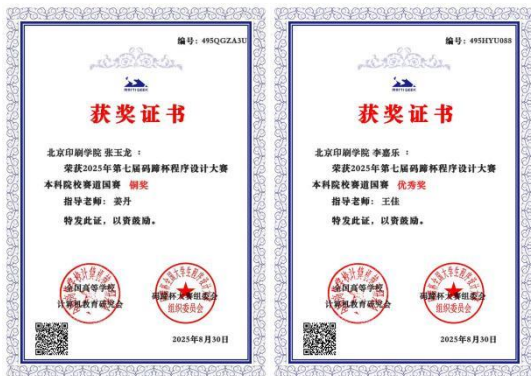 编号：495QGZA3U
获奖证书
北京印刷学院 张玉龙 ：
荣获2025年第七届码蹄杯程序设计大赛
本科院校赛道国赛 铜奖
指导老师：姜丹
特发此证，以资鼓励。
全国高等学校
计算机教育研究会
码蹄杯大赛组委会
组织委员会
2025年8月30日
编号：495HYU088
获奖证书
北京印刷学院 李嘉乐 ：
荣获2025年第七届码蹄杯程序设计大赛
本科院校赛道国赛 优秀奖
指导老师：王佳
特发此证，以资鼓励。
全国高等学校
计算机教育研究会
码蹄杯大赛组委会
组织委员会
2025年8月30日